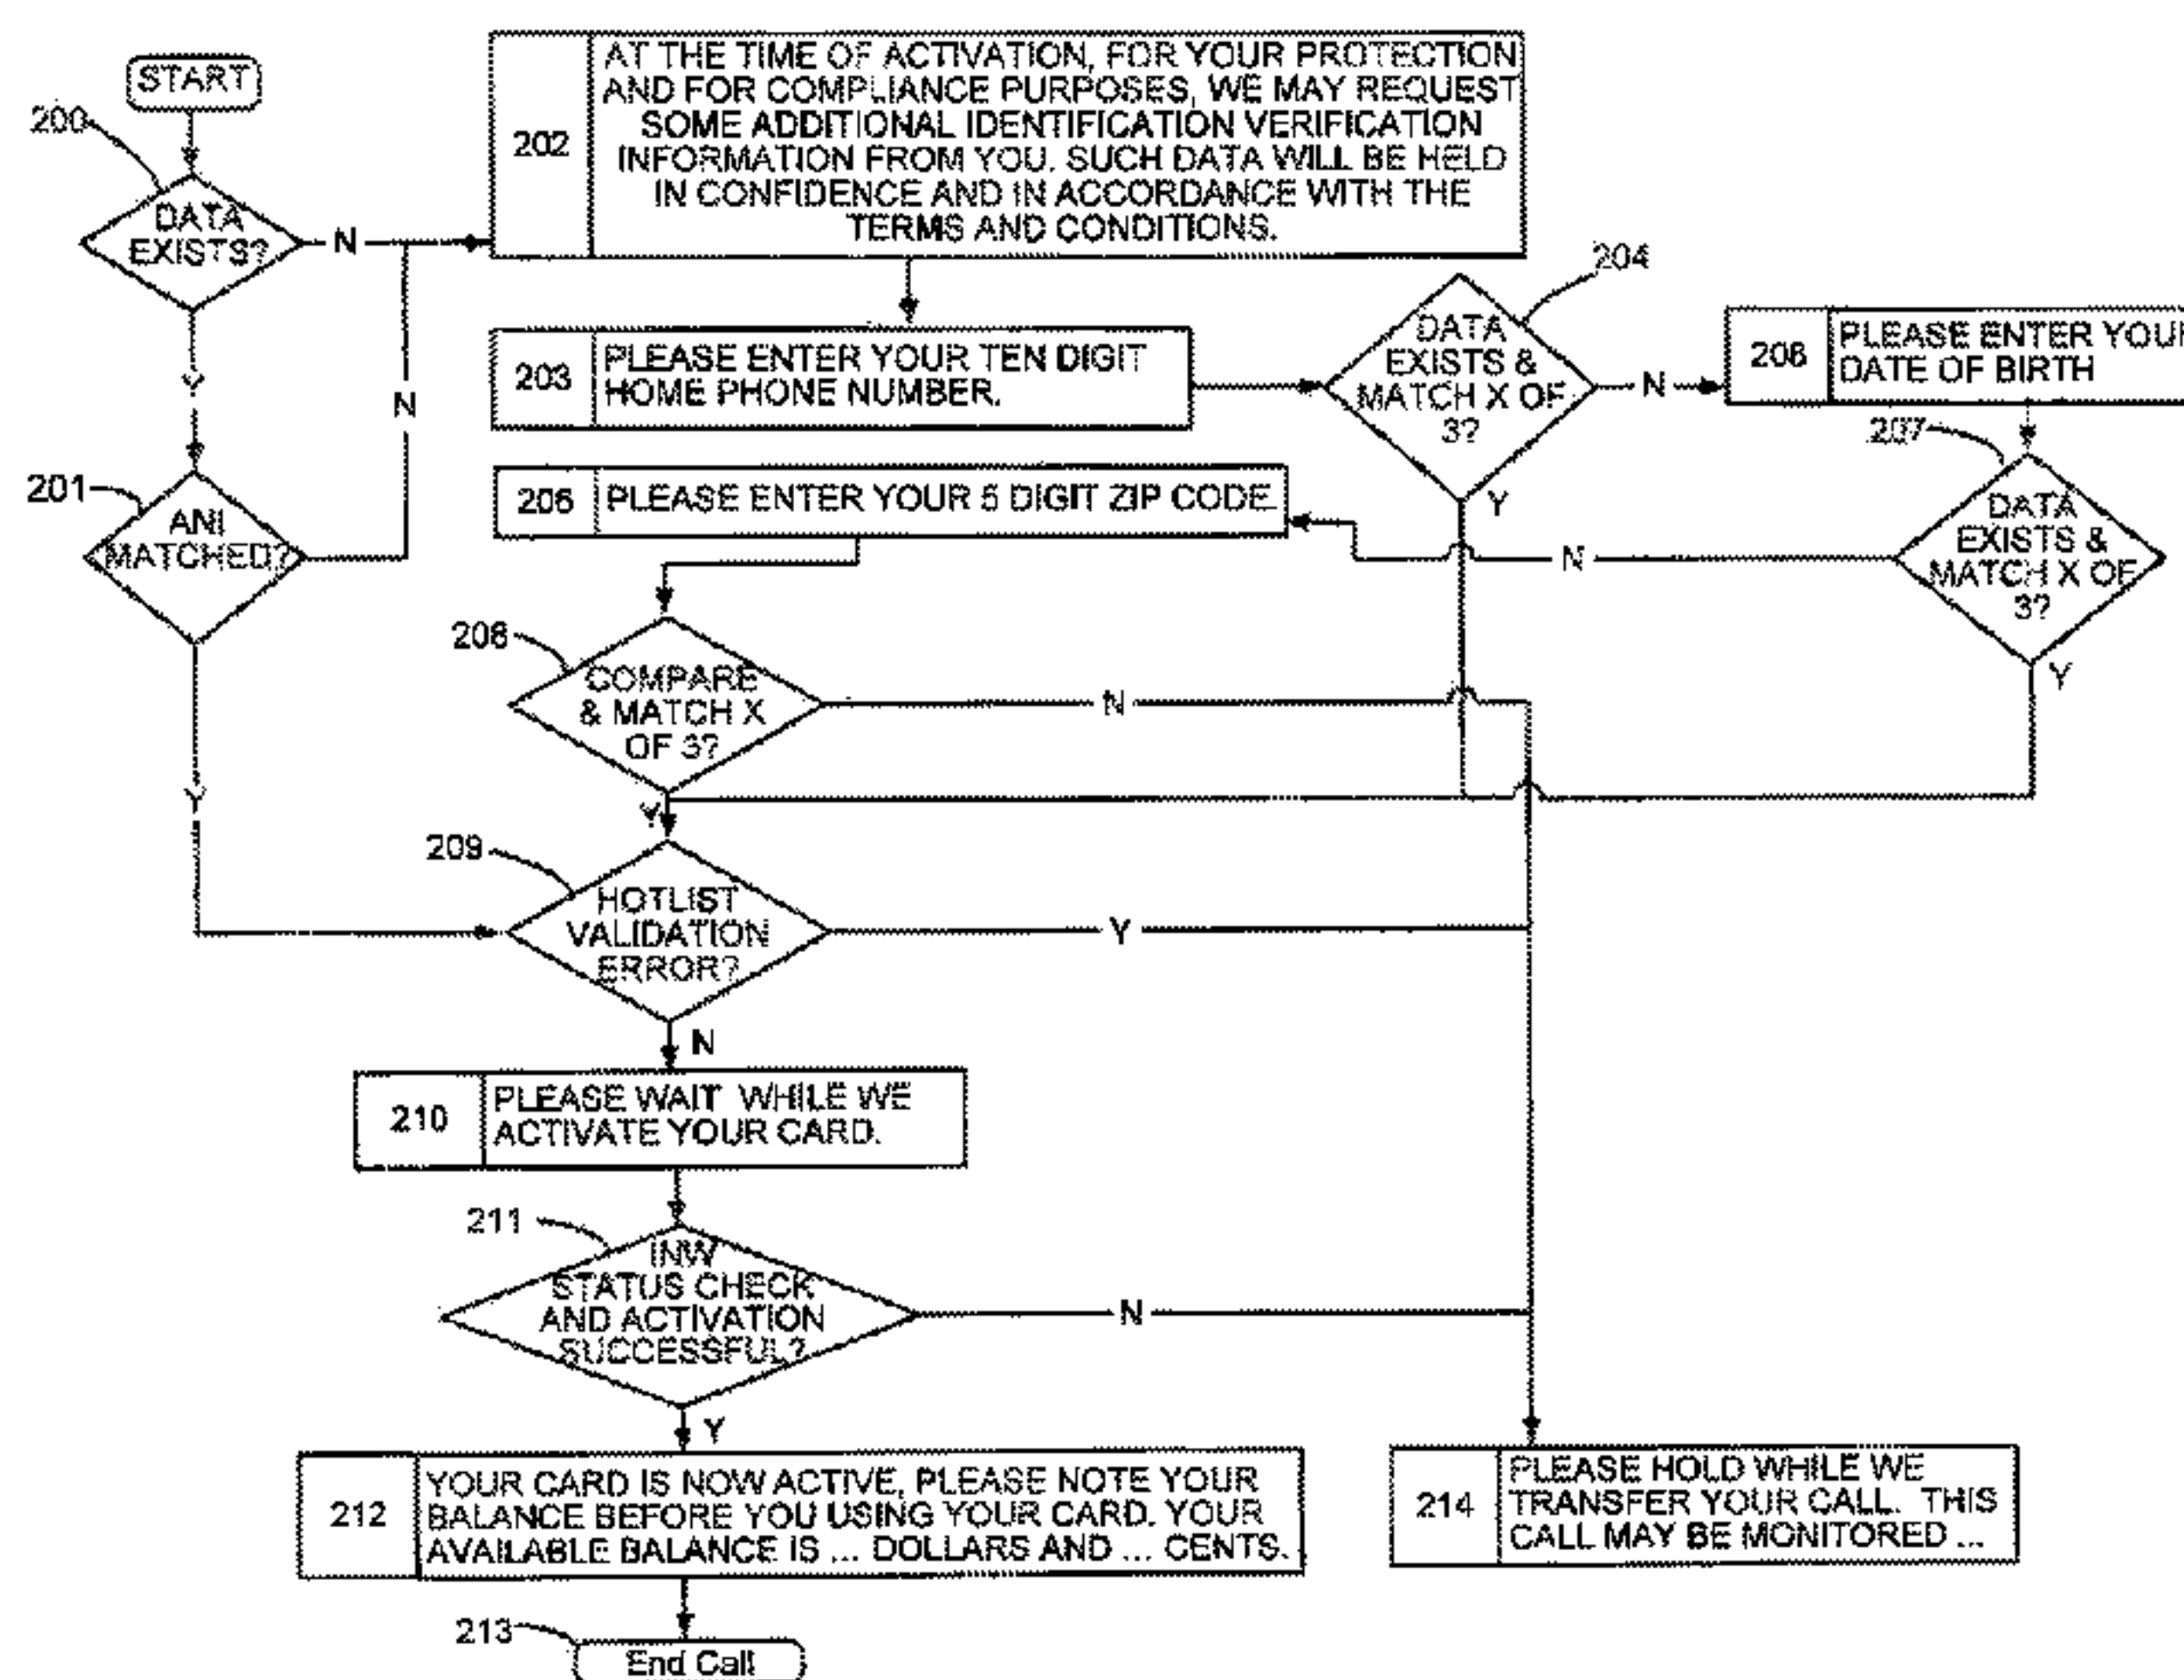 START
200
DATA
EXISTS?
N
Y
N
201
ANI
MATCHED?
Y
202
AT THE TIME OF ACTIVATION, FOR YOUR PROTECTION
AND FOR COMPLIANCE PURPOSES, WE MAY REQUEST
SOME ADDITIONAL IDENTIFICATION VERIFICATION
INFORMATION FROM YOU. SUCH DATA WILL BE HELD
IN CONFIDENCE AND IN ACCORDANCE WITH THE
TERMS AND CONDITIONS.
203
PLEASE ENTER YOUR TEN DIGIT
HOME PHONE NUMBER.
204
DATA
EXISTS &
MATCH X OF
3?
N
Y
PLEASE ENTER YOUR
DATE OF BIRTH
207
DATA
EXISTS &
MATCH X OF
3?
N
Y
PLEASE ENTER YOUR 5 DIGIT ZIP CODE.
208
COMPARE
& MATCH X
OF 3?
N
Y
209
HOTLIST
VALIDATION
ERROR?
Y
N
210
PLEASE WAIT WHILE WE
ACTIVATE YOUR CARD.
211
INW
STATUS CHECK
AND ACTIVATION
SUCCESSFUL?
N
Y
212
YOUR CARD IS NOW ACTIVE, PLEASE NOTE YOUR
BALANCE BEFORE YOU USING YOUR CARD. YOUR
AVAILABLE BALANCE IS ... DOLLARS AND ... CENTS.
214
PLEASE HOLD WHILE WE
TRANSFER YOUR CALL. THIS
CALL MAY BE MONITORED ...
213
End Call